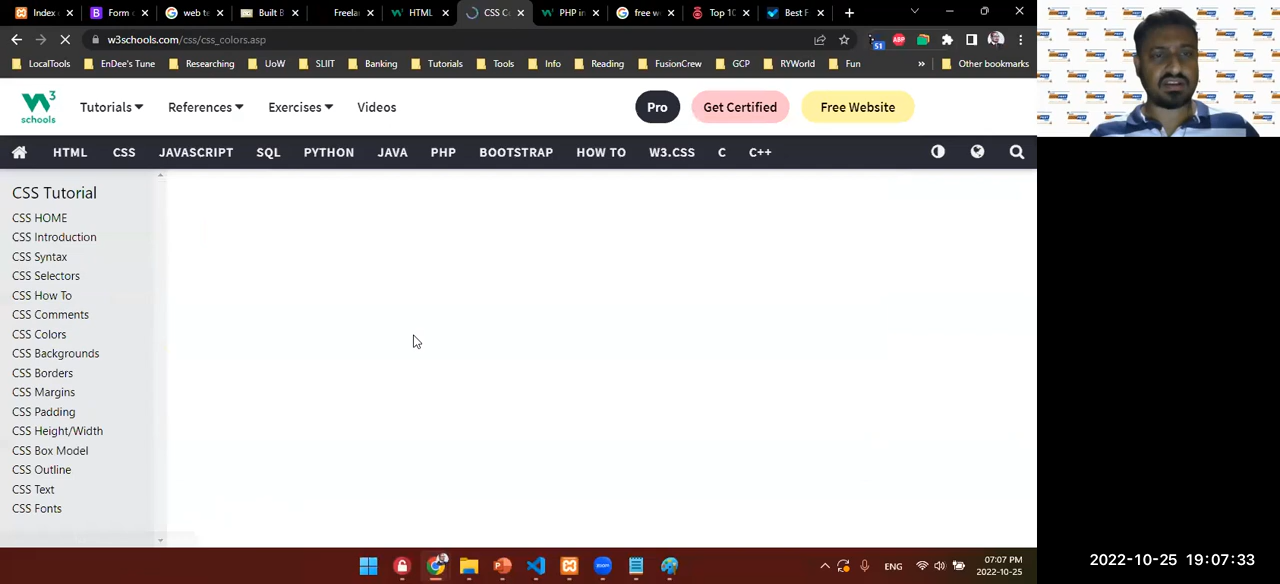 Index
Form c
web te
Built B
Freela
HTML
CSS C
PHP in
free w
Top 10
Best F
w3schools.com/css/css_colors.asp
51
ABP
LocalTools
EnDee's Tune
Researching
UoW
SLIIT
Banking
Tutorials
Tools
Info
Reading
FusionCrew
GCP
RYWorld
Fun
»
Other bookmarks
W3
schools
Tutorials
References
Exercises
Videos
Pro
Get Certified
Free Website
HTML
CSS
JAVASCRIPT
SQL
PYTHON
JAVA
PHP
BOOTSTRAP
HOW TO
W3.CSS
C
C++
CSS Tutorial
CSS HOME
CSS Introduction
CSS Syntax
CSS Selectors
CSS How To
CSS Comments
CSS Colors
CSS Backgrounds
CSS Borders
CSS Margins
CSS Padding
CSS Height/Width
CSS Box Model
CSS Outline
CSS Text
CSS Fonts
zoom
ENG
07:07 PM
2022-10-25
2022-10-25 19:07:33